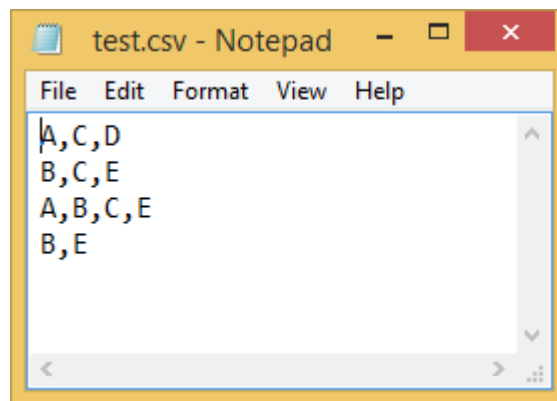 test.csv - Notepad
File Edit Format View Help
A,C,D
B,C,E
A,B,C,E
B,E